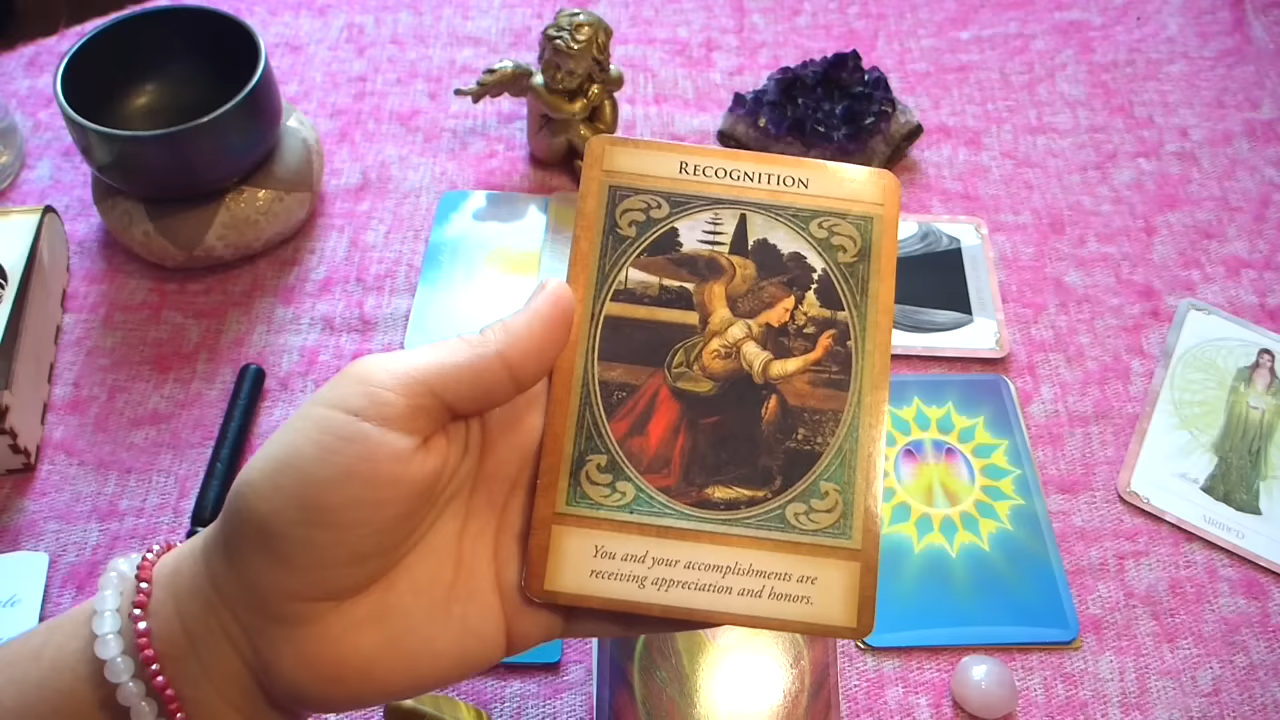 RECOGNITION
You and your accomplishments are
receiving appreciation and honors.